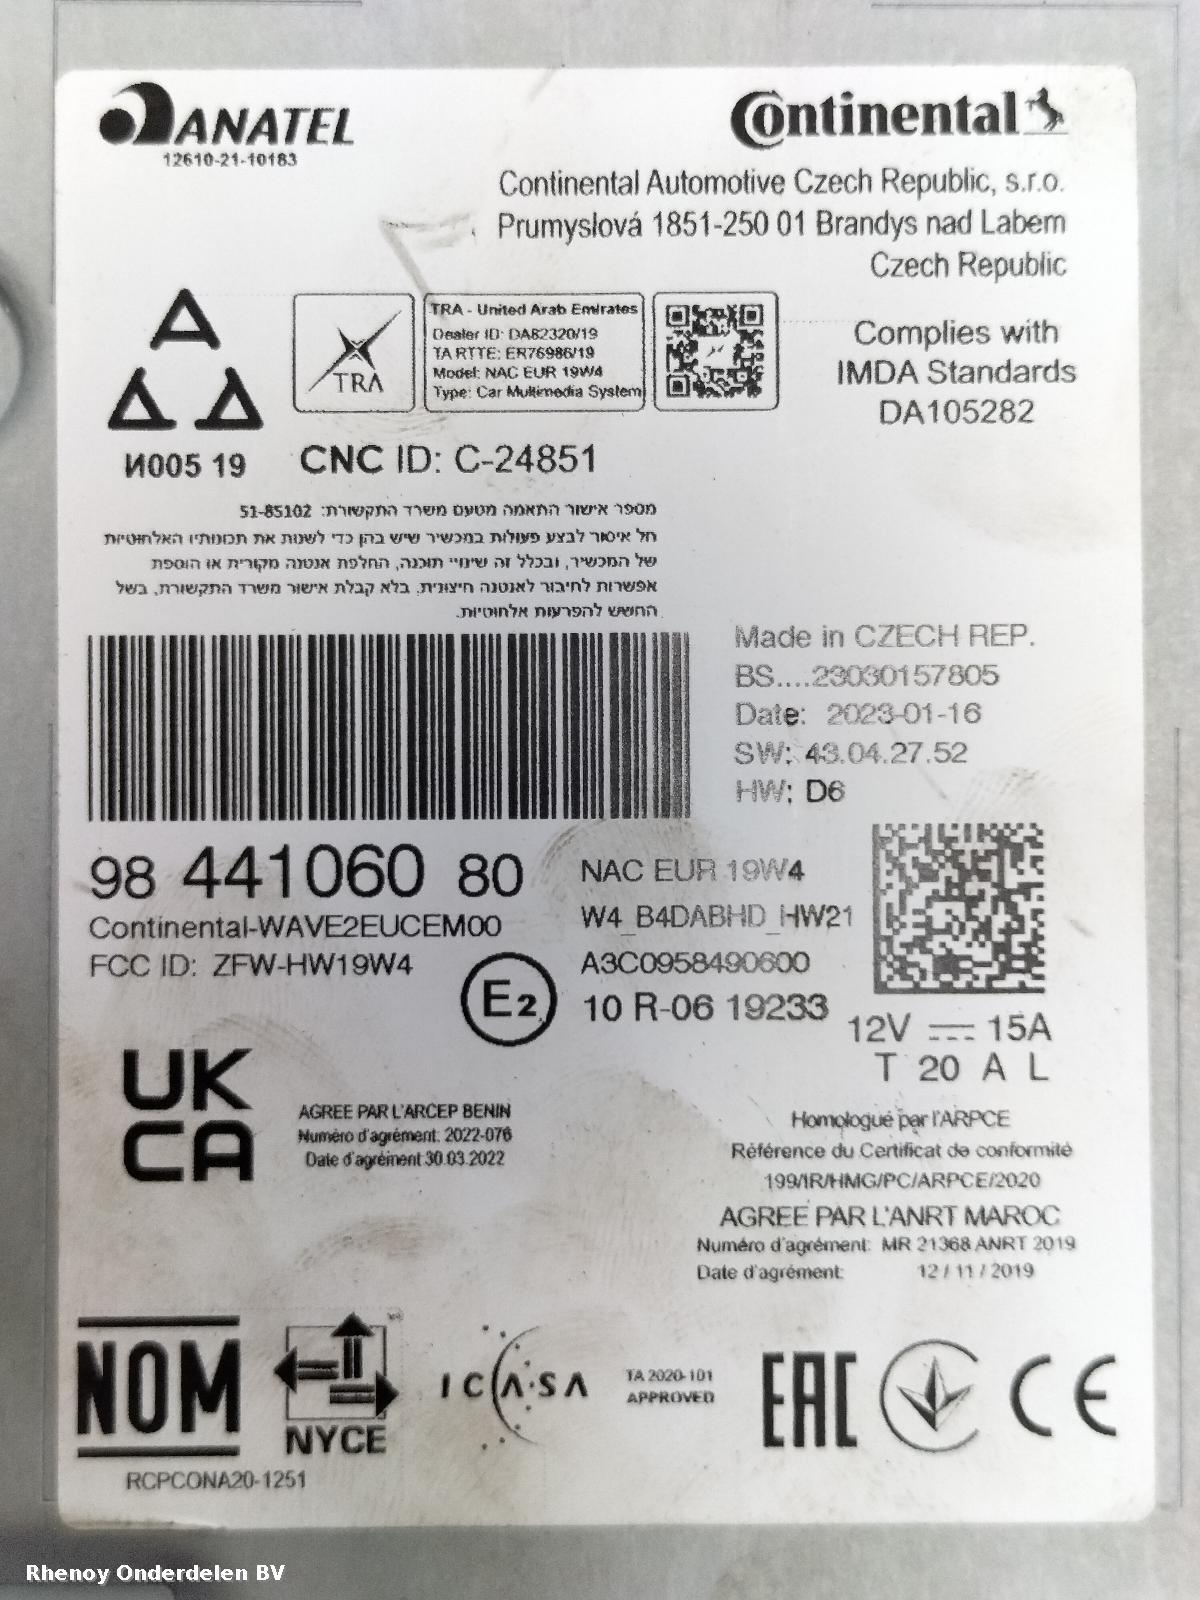 ANATEL
12610-21-10183
Continental
Continental Automotive Czech Republic, s.r.o.
Prumyslová 1851-250 01 Brandys nad Labem
Czech Republic
TRA
TRA - United Arab Emirates
Dealer ID: DA82320/19
TA RTTE: ER76986/19
Model: NAC EUR 19W4
Type: Car Multimedia System
Complies with
IMDA Standards
DA105282
И005 19
CNC ID: C-24851
מספר אישור התאמה מטעם משרד התקשורת: 51-85102
חל איסור לבצע פעולות במכשיר שיש בהן כדי לשנות את תכונותיו האלחוטיות
של המכשיר, ובכלל זה שינויי תוכנה, החלפת אנטנה מקורית או הוספת
אפשרות לחיבור לאנטנה חיצונית, בלא קבלת אישור משרד התקשורת, בשל
החשש להפרעות אלחוטיות.
Made in CZECH REP.
BS....23030157805
Date: 2023-01-16
SW: 43.04.27.52
HW: D6
98 441060 80
Continental-WAVE2EUCEM00
FCC ID: ZFW-HW19W4
NAC EUR 19W4
W4_B4DABHD_HW21
A3C0958490600
E2
10 R-06 19233
12V 15A
T 20 A L
UK
CA
AGREE PAR L'ARCEP BENIN
Numéro d'agrément: 2022-076
Date d'agrément 30.03.2022
Homologué par l'ARPCE
Référence du Certificat de conformité
199/IR/HMG/PC/ARPCE/2020
AGREE PAR L'ANRT MAROC
Numéro d'agrément: MR 21368 ANRT 2019
Date d'agrément: 12 / 11 / 2019
NOM
RCPCONA20-1251
NYCE
ICASA
TA 2020-101
APPROVED
EAC
CE
Rhenoy Onderdelen BV